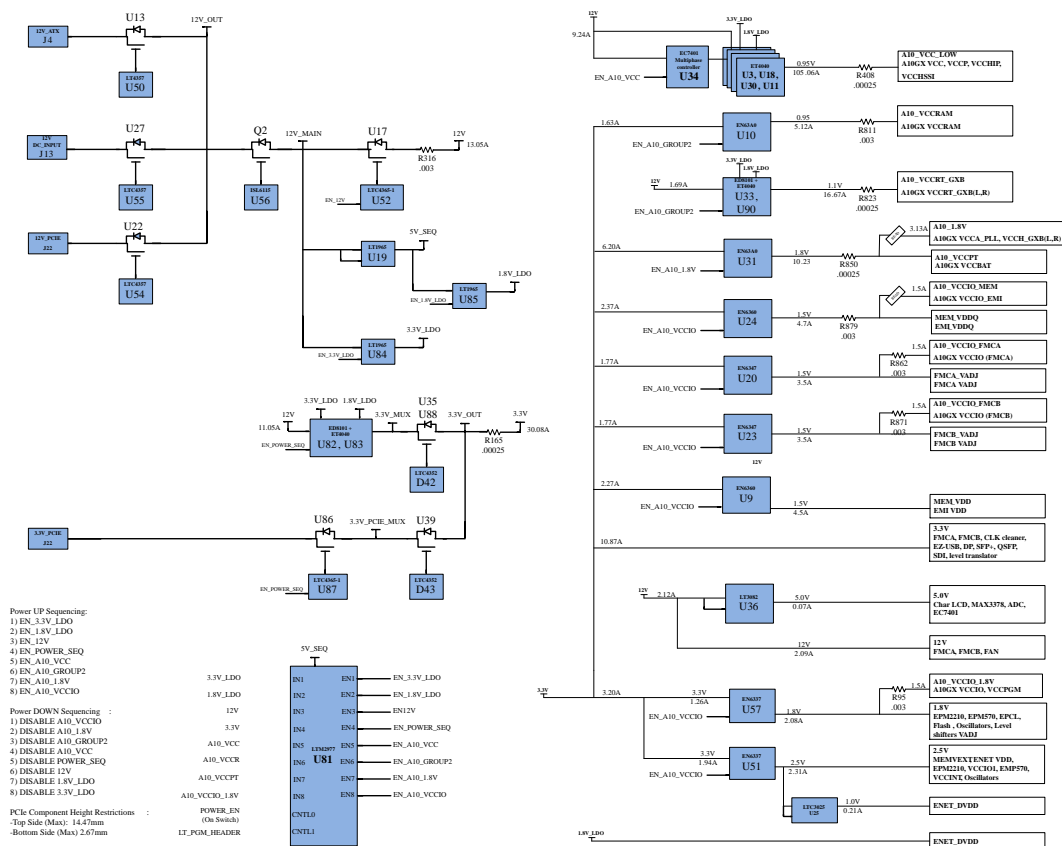 U13
12V_OUT
12V_ATX
J4
LT4357
U50
U27
Q2
12V_MAIN
U17
12V
12V
DC_INPUT
J13
R316
.003
13.05A
LTC4357
U55
ISL6115
U56
LTC4365-1
U52
EN_12V
U22
12V_PCIE
J22
LTC4357
U54
5V_SEQ
LT1965
U19
1.8V_LDO
LT1965
U85
EN_1.8V_LDO
3.3V_LDO
LT1965
U84
EN_3.3V_LDO
3.3V_LDO
1.8V_LDO
U35
U88
12V
3.3V_MUX
3.3V_OUT
3.3V
11.05A
ED8101 +
ET4040
U82, U83
R165
.00025
30.08A
EN_POWER_SEQ
LTC4352
D42
U86
3.3V_PCIE_MUX
U39
3.3V_PCIE
J22
LTC4365-1
U87
EN_POWER_SEQ
LTC4352
D43
Power UP Sequencing:
1) EN_3.3V_LDO
2) EN_1.8V_LDO
3) EN_12V
4) EN_POWER_SEQ
5) EN_A10_VCC
6) EN_A10_GROUP2
7) EN_A10_1.8V
8) EN_A10_VCCIO
Power DOWN Sequencing :
1) DISABLE A10_VCCIO
2) DISABLE A10_1.8V
3) DISABLE A10_GROUP2
4) DISABLE A10_VCC
5) DISABLE POWER_SEQ
6) DISABLE 12V
7) DISABLE 1.8V_LDO
8) DISABLE 3.3V_LDO
PCIe Component Height Restrictions :
-Top Side (Max): 14.47mm
-Bottom Side (Max) 2.67mm
5V_SEQ
3.3V_LDO IN1 EN1 EN_3.3V_LDO
1.8V_LDO IN2 EN2 EN_1.8V_LDO
12V IN3 EN3 EN12V
3.3V IN4 EN4 EN_POWER_SEQ
A10_VCC IN5 EN5 EN_A10_VCC
LTM2977
U81
A10_VCCR IN6 EN6 EN_A10_GROUP2
A10_VCCPT IN7 EN7 EN_A10_1.8V
A10_VCCIO_1.8V IN8 EN8 EN_A10_VCCIO
POWER_EN CNTL0
(On Switch)
LT_PGM_HEADER CNTL1
12V
9.24A
3.3V_LDO
1.8V_LDO
EC7401
Multiphase
controller
U34
EN_A10_VCC
ET4040
U3, U18,
U30, U11
0.95V
105.06A
R408
.00025
A10_VCC_LOW
A10GX VCC, VCCP, VCCHIP,
VCCHSSI
1.63A
EN63A0
U10
EN_A10_GROUP2
0.95
5.12A
R811
.003
A10_VCCRAM
A10GX VCCRAM
3.3V_LDO
1.8V_LDO
12V
1.69A
ED8101 +
ET4040
U33,
U90
EN_A10_GROUP2
1.1V
16.67A
R823
.00025
A10_VCCRT_GXB
A10GX VCCRT_GXB(L,R)
6.20A
EN63A0
U31
EN_A10_1.8V
1.8V
10.23
R850
.00025
3.13A
A10_1.8V
A10GX VCCA_PLL, VCCH_GXB(L,R)
A10_VCCPT
A10GX VCCBAT
2.37A
EN6360
U24
EN_A10_VCCIO
1.5V
4.7A
R879
.003
1.5A
A10_VCCIO_MEM
A10GX VCCIO_EMI
MEM_VDDQ
EMI_VDDQ
1.77A
EN6347
U20
EN_A10_VCCIO
1.5V
3.5A
1.5A
R862
.003
A10_VCCIO_FMCA
A10GX VCCIO (FMCA)
FMCA_VADJ
FMCA VADJ
1.77A
EN6347
U23
EN_A10_VCCIO
1.5V
3.5A
1.5A
R871
.003
A10_VCCIO_FMCB
A10GX VCCIO (FMCB)
FMCB_VADJ
FMCB VADJ
12V
2.27A
EN6360
U9
EN_A10_VCCIO
1.5V
4.5A
MEM_VDD
EMI VDD
10.87A
3.3V
FMCA, FMCB, CLK cleaner,
EZ-USB, DP, SFP+, QSFP,
SDI, level translator
12V
2.12A
LT3082
U36
5.0V
0.07A
5.0V
Char LCD, MAX3378, ADC,
EC7401
12V
2.09A
12V
FMCA, FMCB, FAN
3.3V
3.20A
3.3V
1.26A
EN6337
U57
EN_A10_VCCIO
1.8V
2.08A
1.5A
R95
.003
A10_VCCIO_1.8V
A10GX VCCIO, VCCPGM
1.8V
EPM2210, EPM570, EPCL,
Flash , Oscillators, Level
shifters VADJ
3.3V
1.94A
EN6337
U51
EN_A10_VCCIO
2.5V
2.31A
2.5V
MEMVEXT,ENET VDD,
EPM2210, VCCIO1, EMP570,
VCCINT, Oscillators
LTC3025
U25
1.0V
0.21A
ENET_DVDD
1.8V_LDO
ENET_DVDD